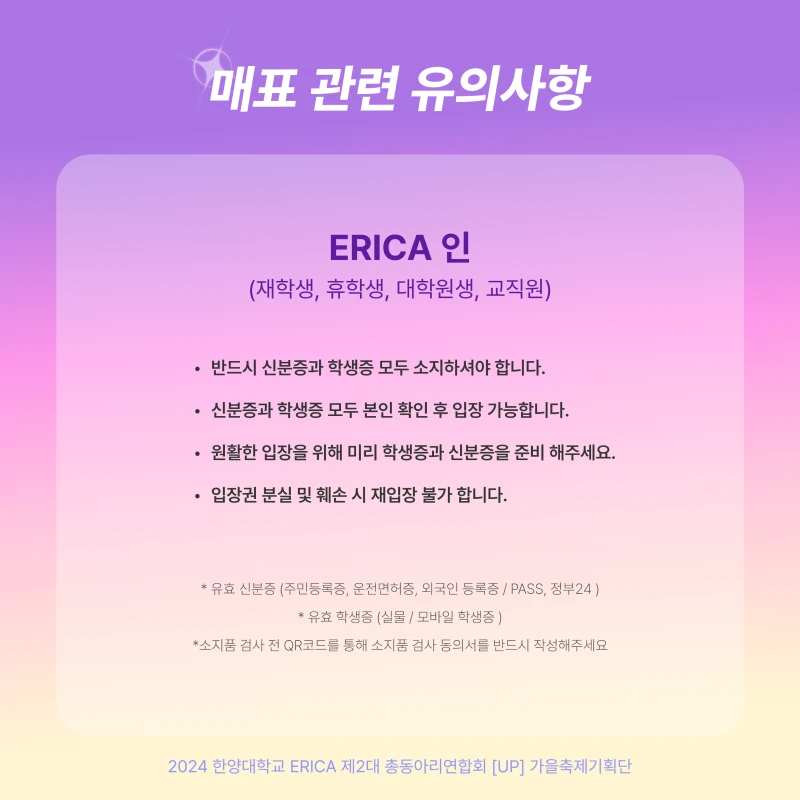 매표 관련 유의사항
ERICA 인
(재학생, 휴학생, 대학원생, 교직원)
• 반드시 신분증과 학생증 모두 소지하셔야 합니다.
• 신분증과 학생증 모두 본인 확인 후 입장 가능합니다.
• 원활한 입장을 위해 미리 학생증과 신분증을 준비 해주세요.
• 입장권 분실 및 훼손 시 재입장 불가 합니다.
* 유효 신분증 (주민등록증, 운전면허증, 외국인 등록증 / PASS, 정부24 )
* 유효 학생증 (실물 / 모바일 학생증 )
*소지품 검사 전 QR코드를 통해 소지품 검사 동의서를 반드시 작성해주세요
2024 한양대학교 ERICA 제2대 총동아리연합회 [UP] 가을축제기획단